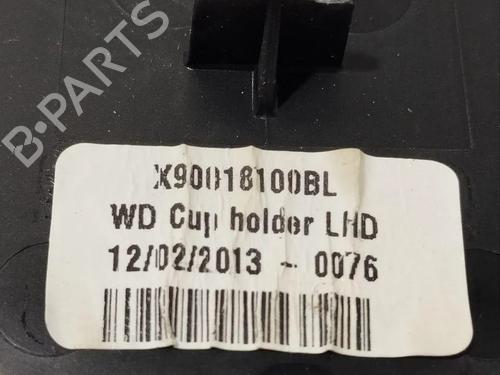 B-PARTS
X90018100BL
WD Cup holder LHD
12/02/2013 - 0076